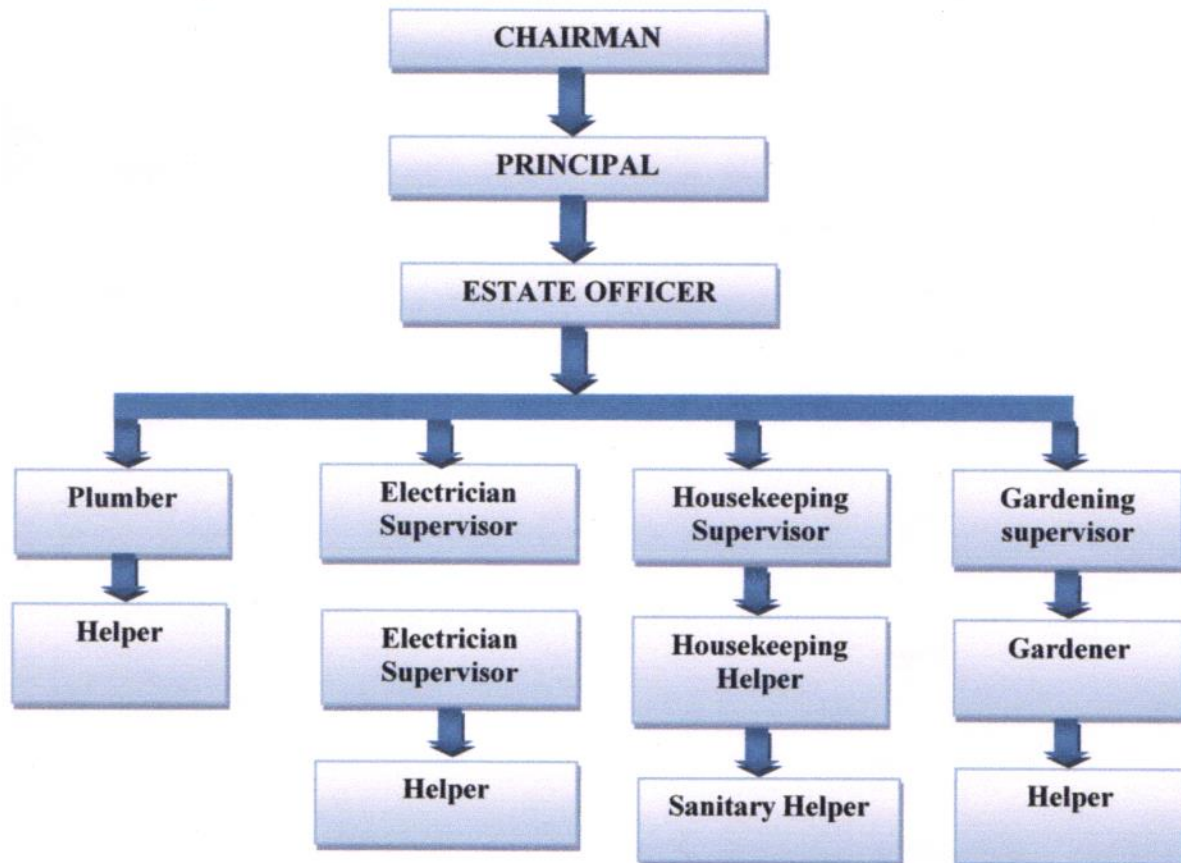 CHAIRMAN
PRINCIPAL
ESTATE OFFICER
Plumber
Electrician
Supervisor
Housekeeping
Supervisor
Gardening
supervisor
Helper
Electrician
Supervisor
Housekeeping
Helper
Gardener
Helper
Sanitary Helper
Helper